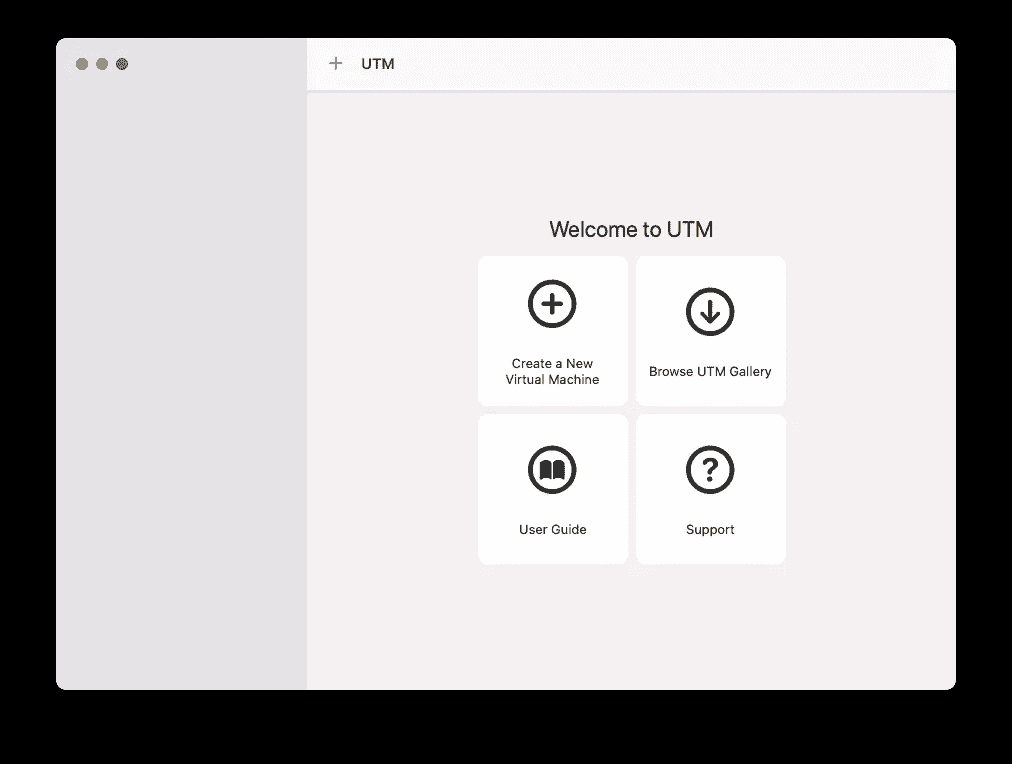 UTM
Welcome to UTM
Create a New
Virtual Machine
Browse UTM Gallery
User Guide
Support